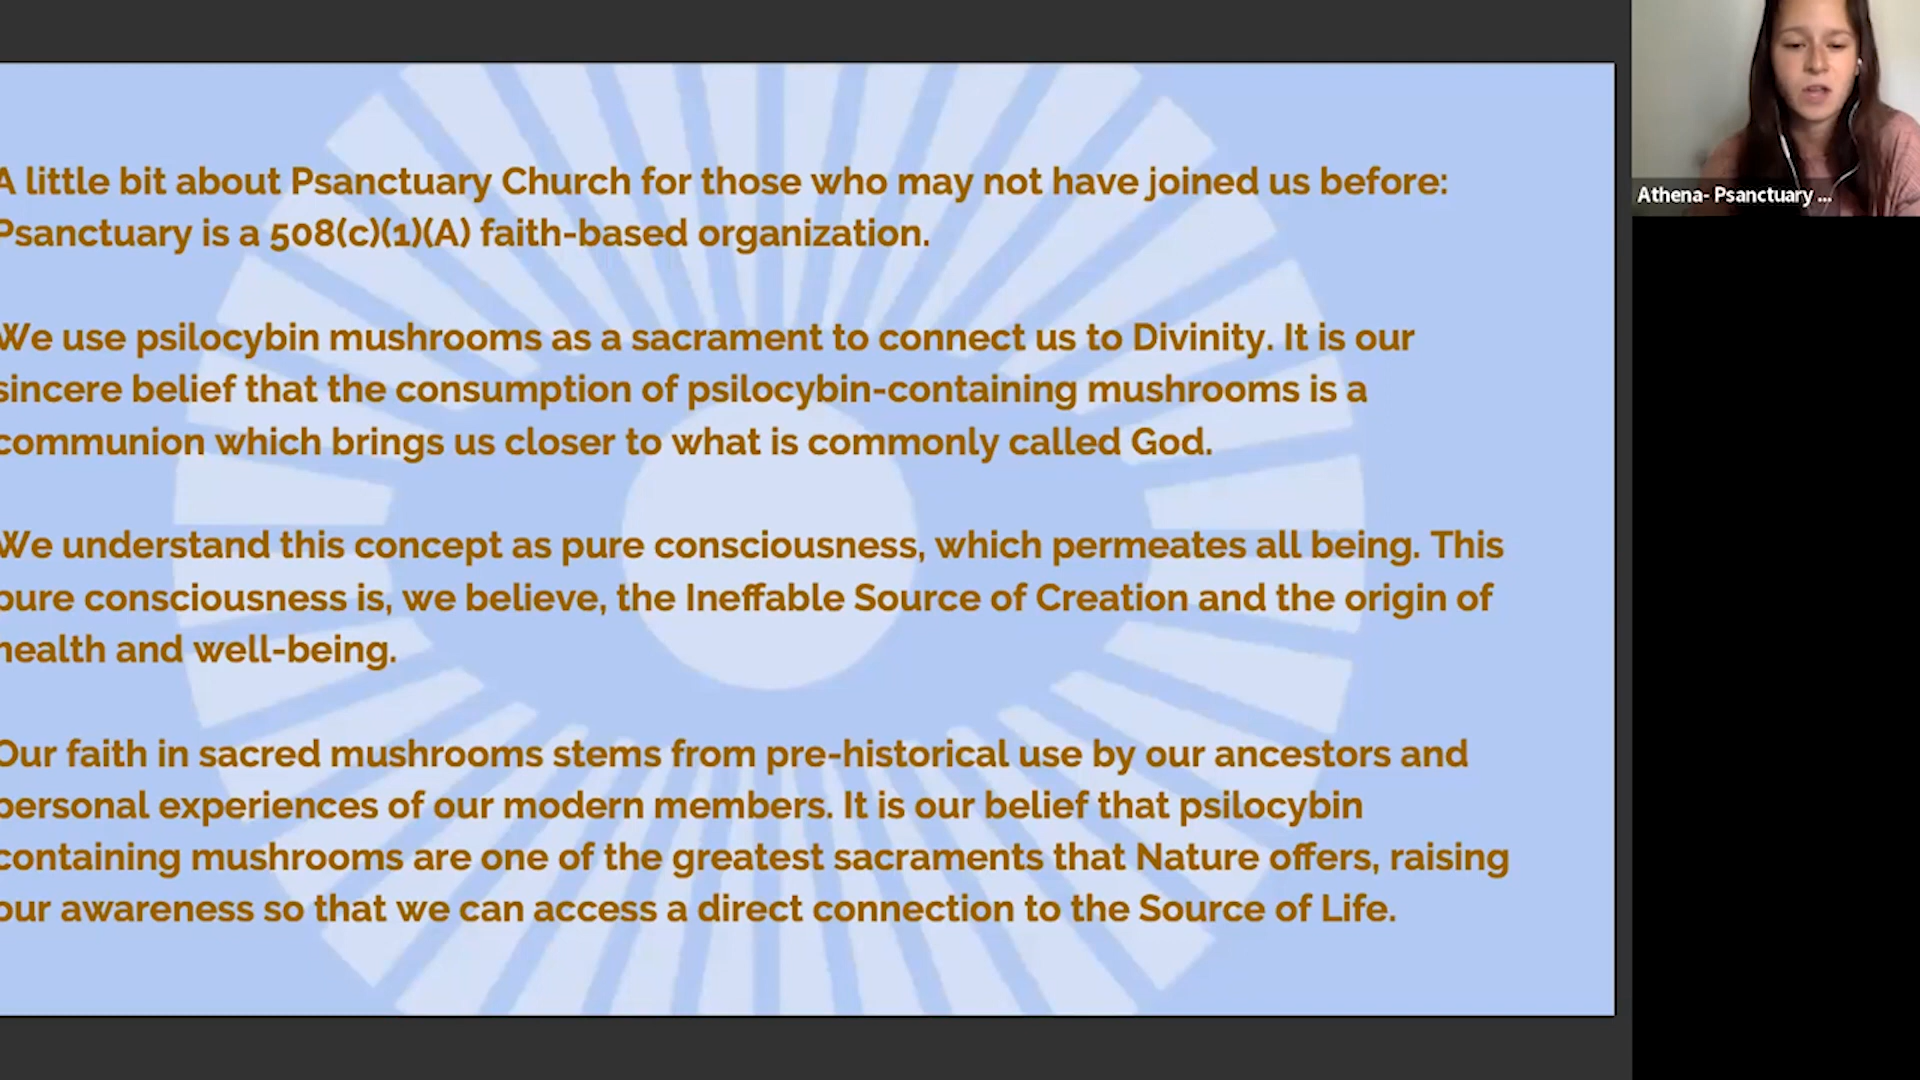 A little bit about Psanctuary Church for those who may not have joined us before:
Psanctuary is a 508(c)(1)(A) faith-based organization.
We use psilocybin mushrooms as a sacrament to connect us to Divinity. It is our
sincere belief that the consumption of psilocybin-containing mushrooms is a
communion which brings us closer to what is commonly called God.
We understand this concept as pure consciousness, which permeates all being. This
pure consciousness is, we believe, the Ineffable Source of Creation and the origin of
health and well-being.
Our faith in sacred mushrooms stems from pre-historical use by our ancestors and
personal experiences of our modern members. It is our belief that psilocybin
containing mushrooms are one of the greatest sacraments that Nature offers, raising
our awareness so that we can access a direct connection to the Source of Life.
Athena- Psanctuary ...